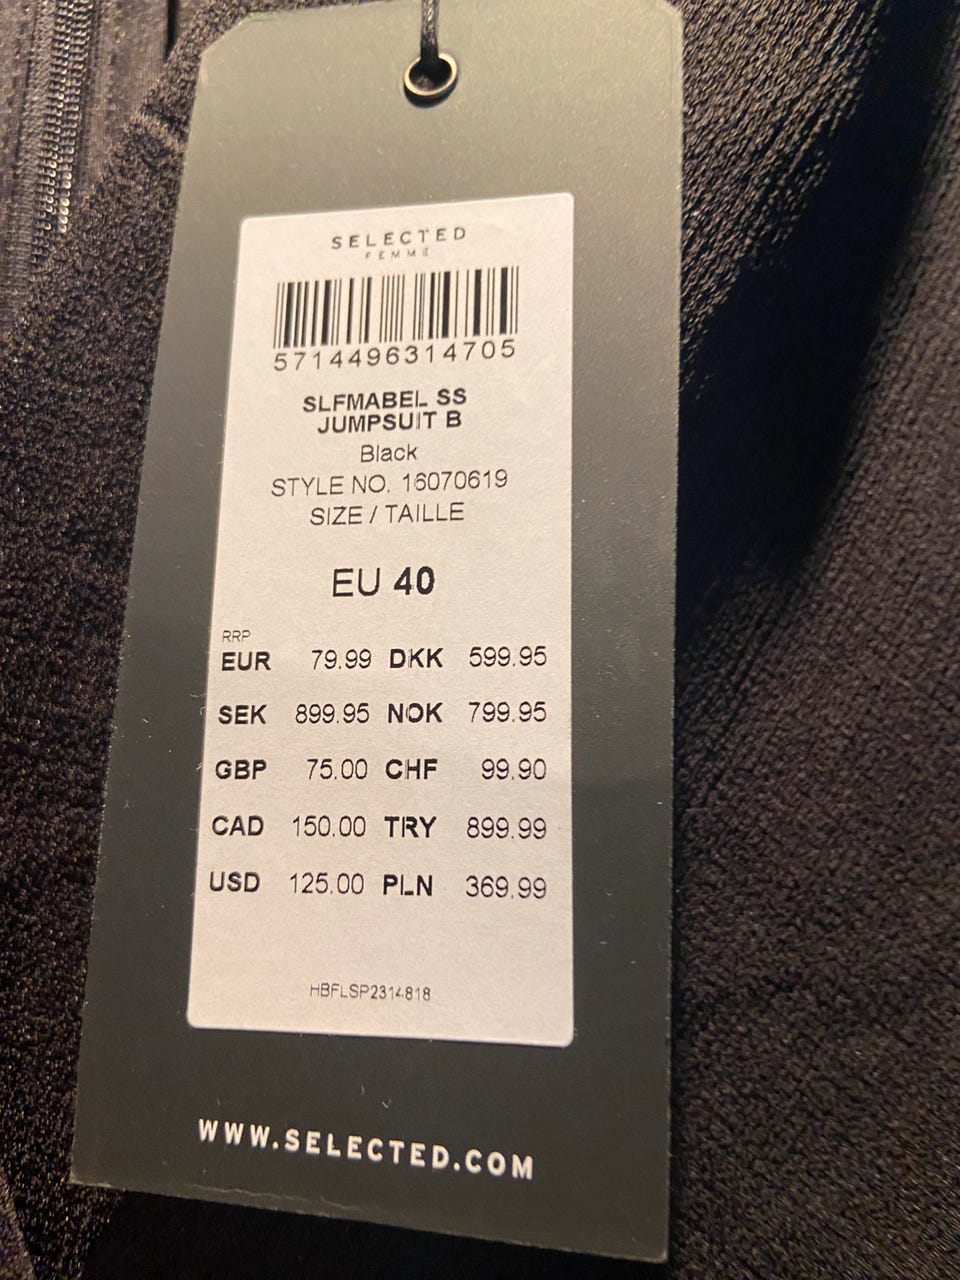 SELECTED
FEMME
5714496314705
SLFMABEL SS
JUMPSUIT B
Black
STYLE NO. 16070619
SIZE / TAILLE
EU 40
RRP
EUR 79.99 DKK 599.95
SEK 899.95 NOK 799.95
GBP 75.00 CHF 99.90
CAD 150.00 TRY 899.99
USD 125.00 PLN 369.99
HBFLSP2314818
WWW.SELECTED.COM